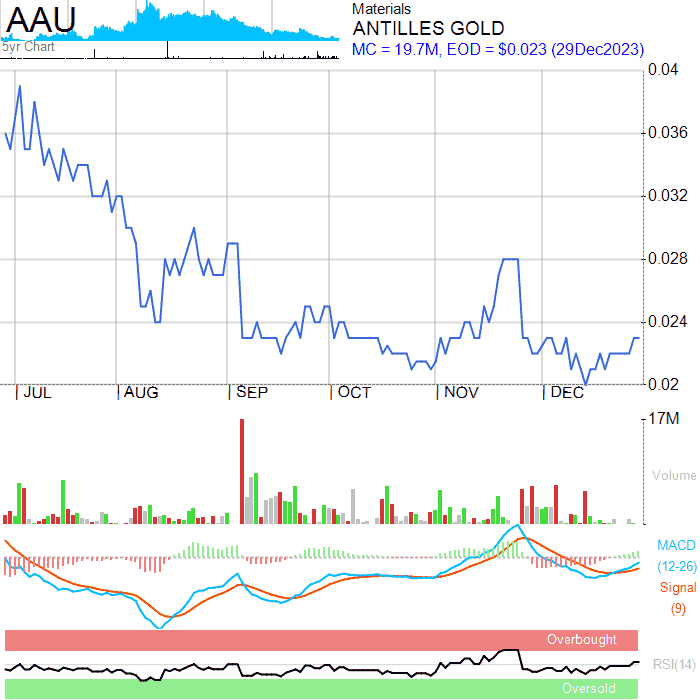 AAU
5yr Chart
Materials
ANTILLES GOLD
MC = 19.7M, EOD = $0.023 (29Dec2023)
0.04
0.036
0.032
0.028
0.024
0.02
JUL AUG SEP OCT NOV DEC
17M
Volume
MACD
(12-26)
Signal
(9)
Overbought
RSI(14)
Oversold